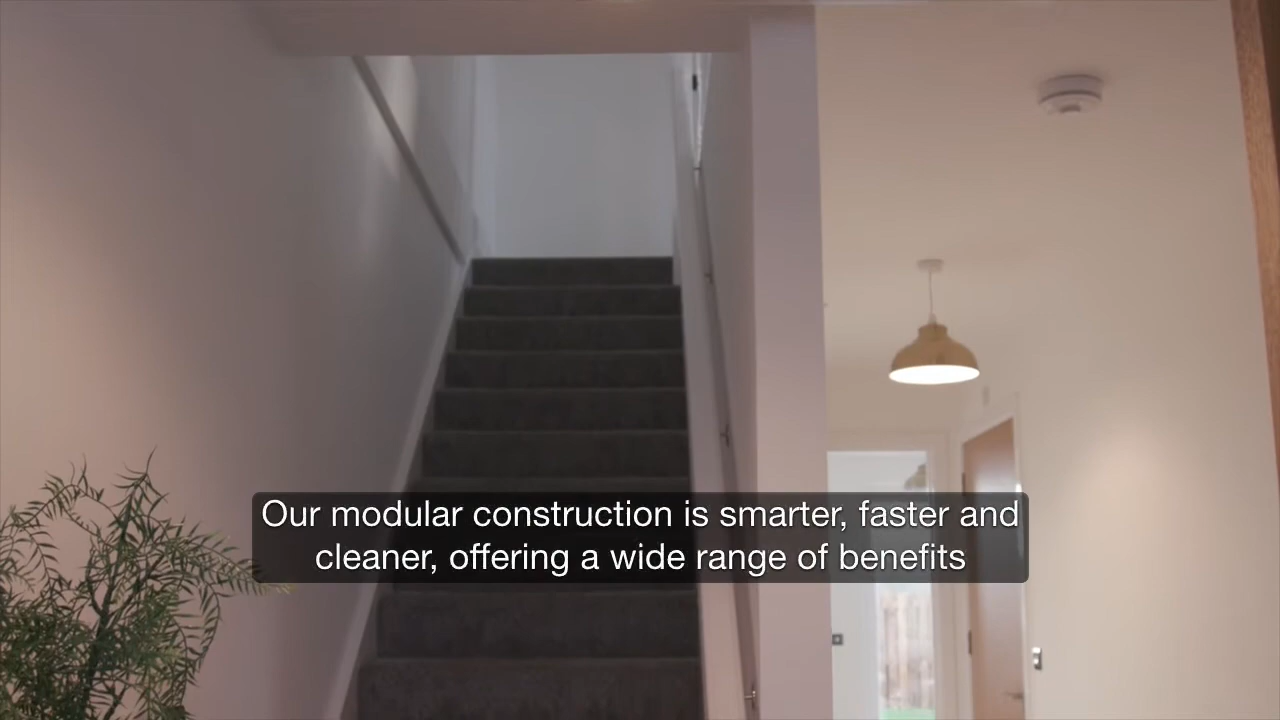 Our modular construction is smarter, faster and
cleaner, offering a wide range of benefits